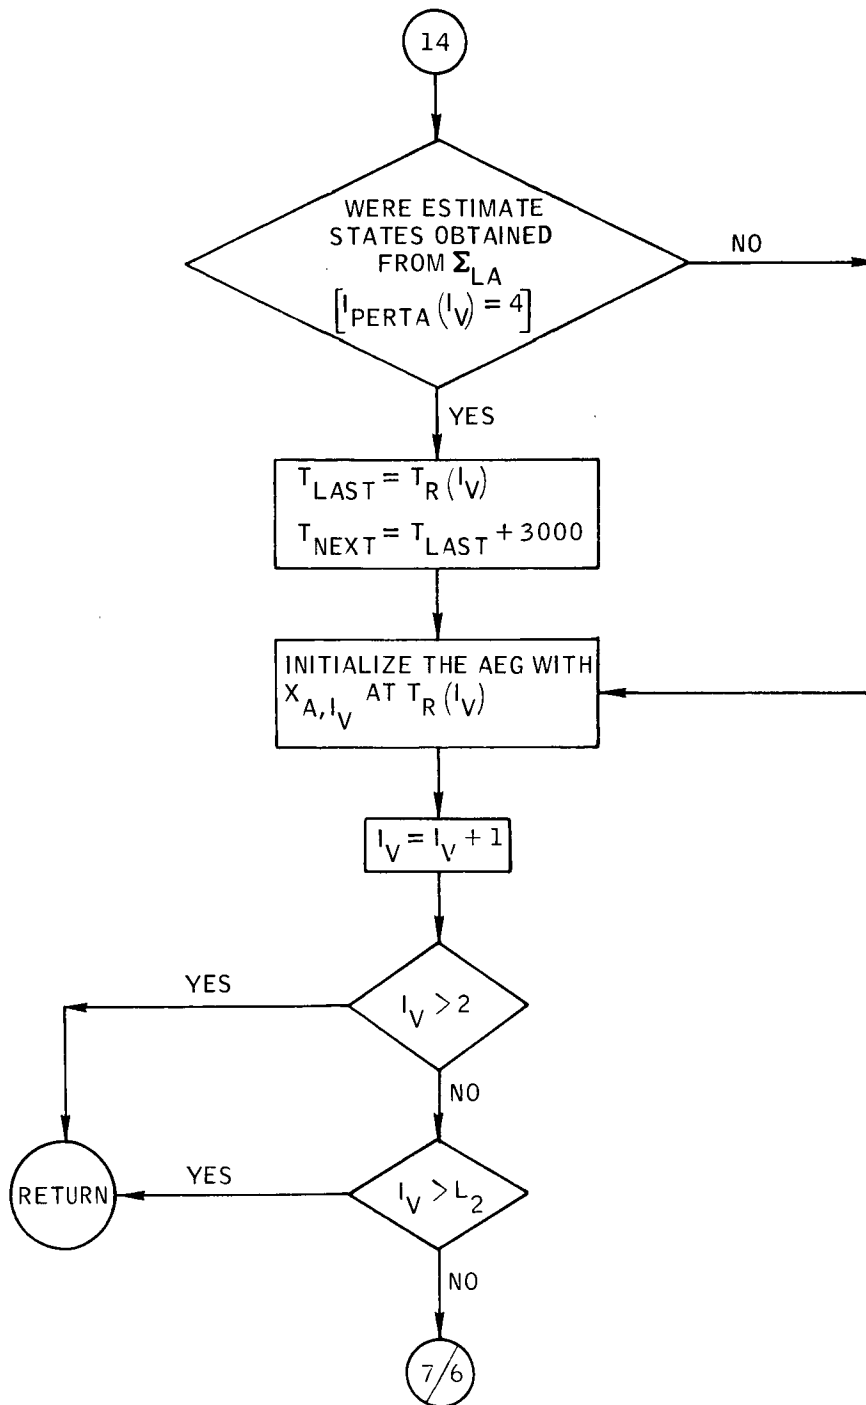 14
WERE ESTIMATE
STATES OBTAINED
FROM Σ_LA
[I_PERTA (I_V) = 4]
NO
YES
T_LAST = T_R (I_V)
T_NEXT = T_LAST + 3000
INITIALIZE THE AEG WITH
X_A,I_V AT T_R (I_V)
I_V = I_V + 1
YES
I_V > 2
NO
RETURN
YES
I_V > L_2
NO
7/6